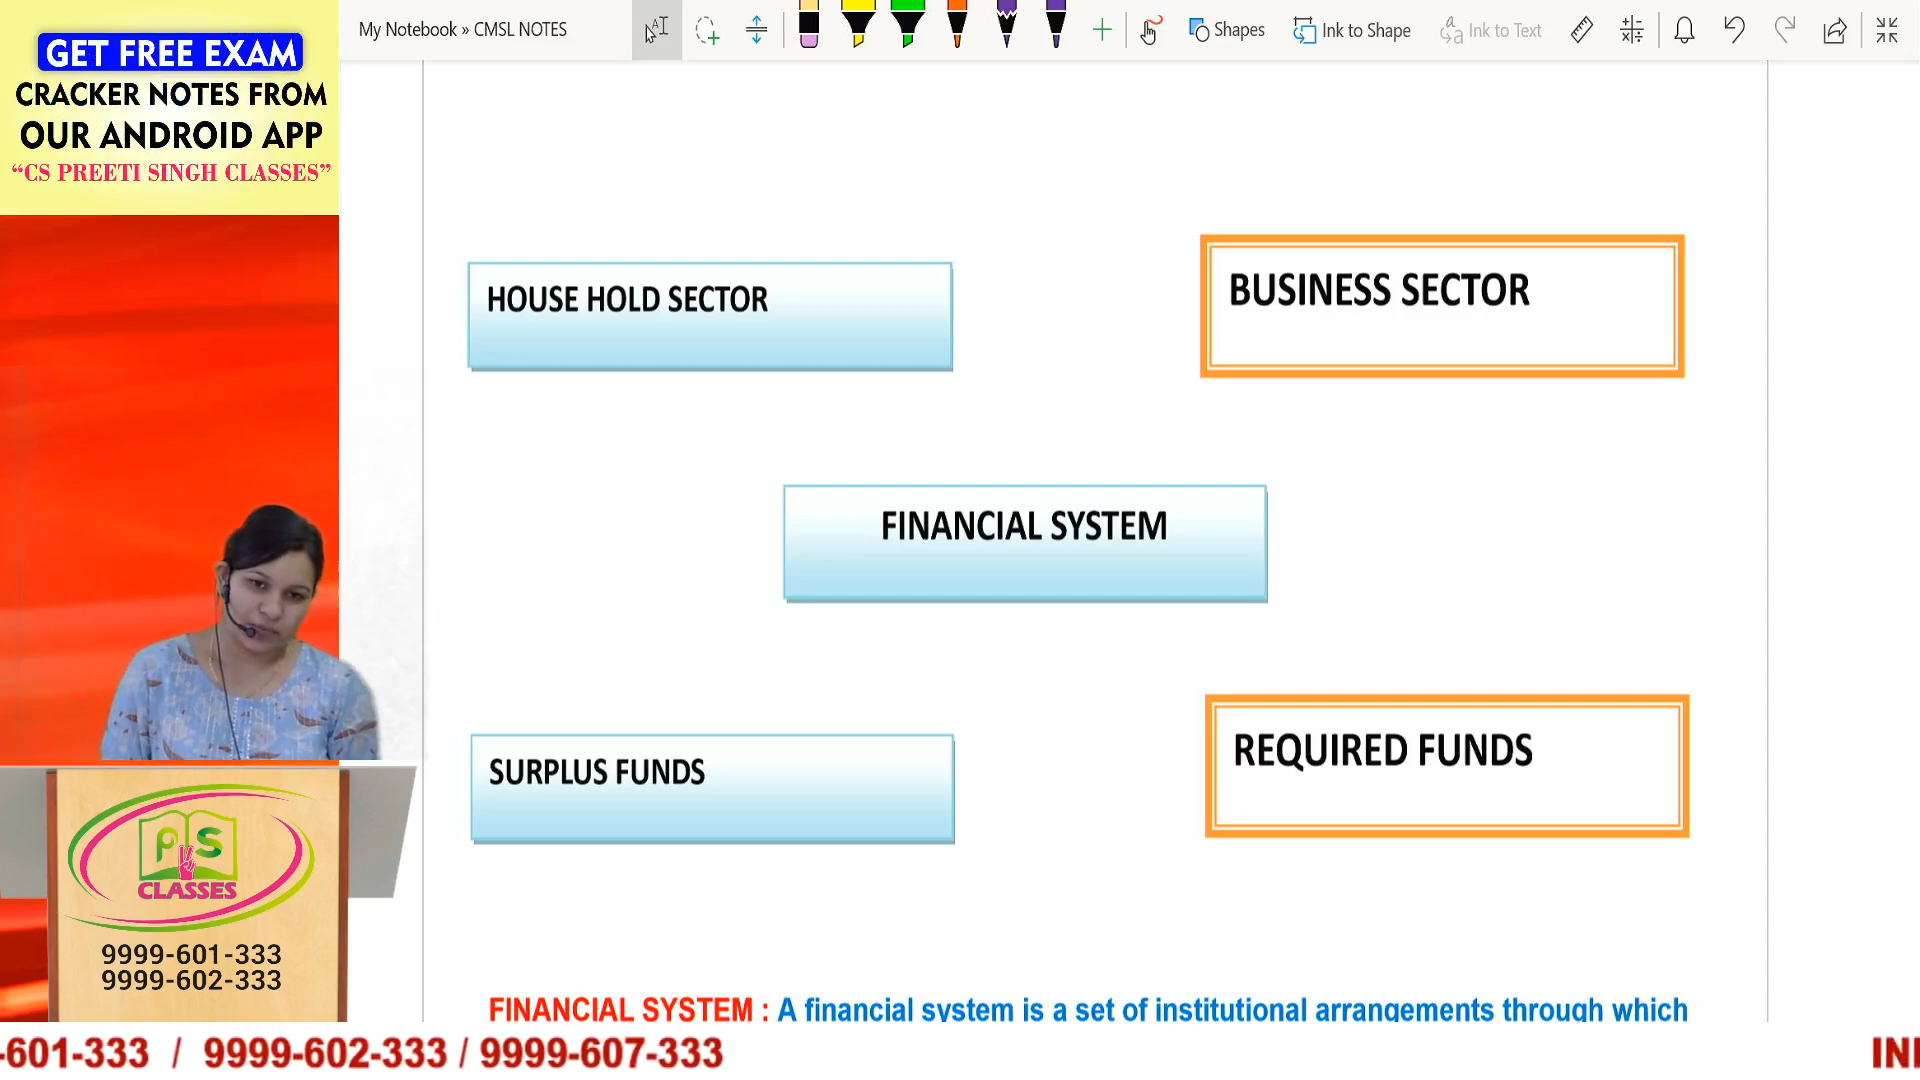 GET FREE EXAM
CRACKER NOTES FROM
OUR ANDROID APP
“CS PREETI SINGH CLASSES”
My Notebook » CMSL NOTES
Shapes
Ink to Shape
Ink to Text
HOUSE HOLD SECTOR
BUSINESS SECTOR
FINANCIAL SYSTEM
SURPLUS FUNDS
REQUIRED FUNDS
PS
CLASSES
9999-601-333
9999-602-333
FINANCIAL SYSTEM : A financial system is a set of institutional arrangements through which
-601-333 / 9999-602-333 / 9999-607-333